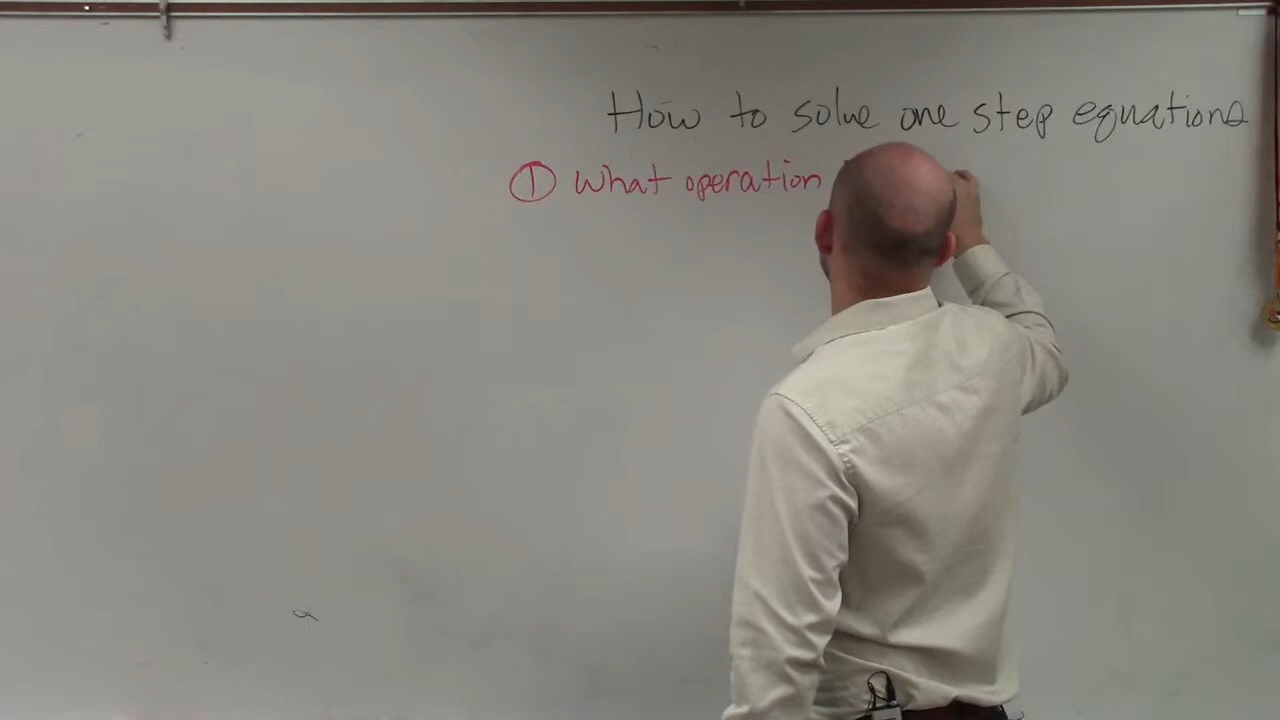 How to solve one step equations
① What operation